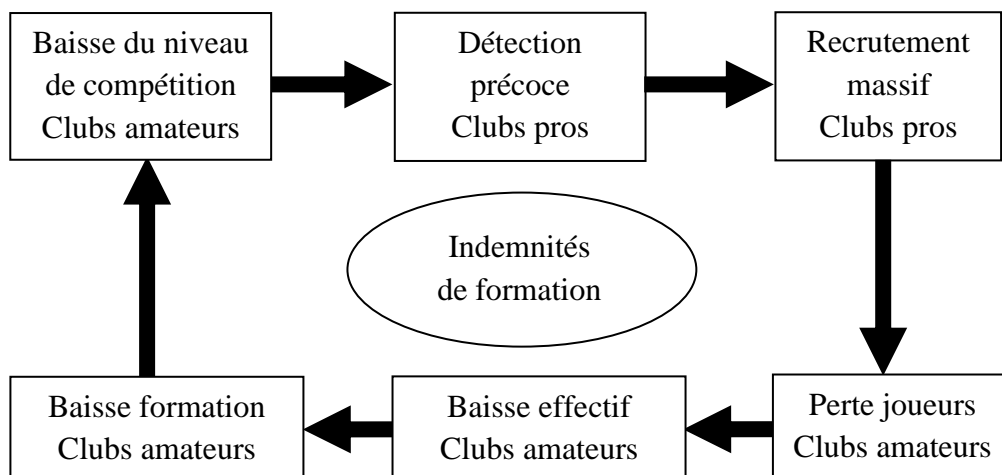 Baisse du niveau
de compétition
Clubs amateurs
Détection
précoce
Clubs pros
Recrutement
massif
Clubs pros
Indemnités
de formation
Baisse formation
Clubs amateurs
Baisse effectif
Clubs amateurs
Perte joueurs
Clubs amateurs